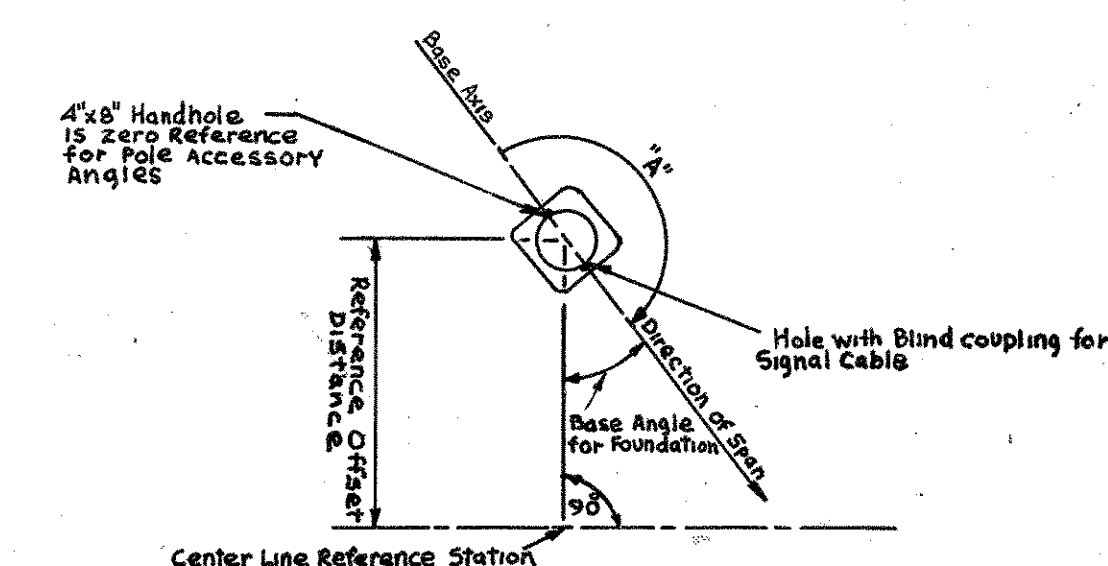 Base Axis
4"x8" Handhole
is zero Reference
for Pole Accessory
Angles
"A"
Reference Offset
Distance
Hole with Blind coupling for
Signal Cable
Direction of Span
Base Angle
for Foundation
90°
Center Line Reference Station